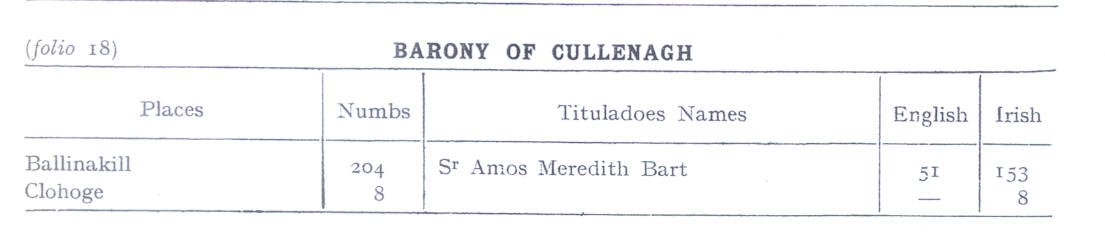 (folio 18) BARONY OF CULLENAGH
Places Numbs Tituladoes Names English Irish
Ballinakill 204 Sr Amos Meredith Bart 51 153
Clohoge 8 — 8